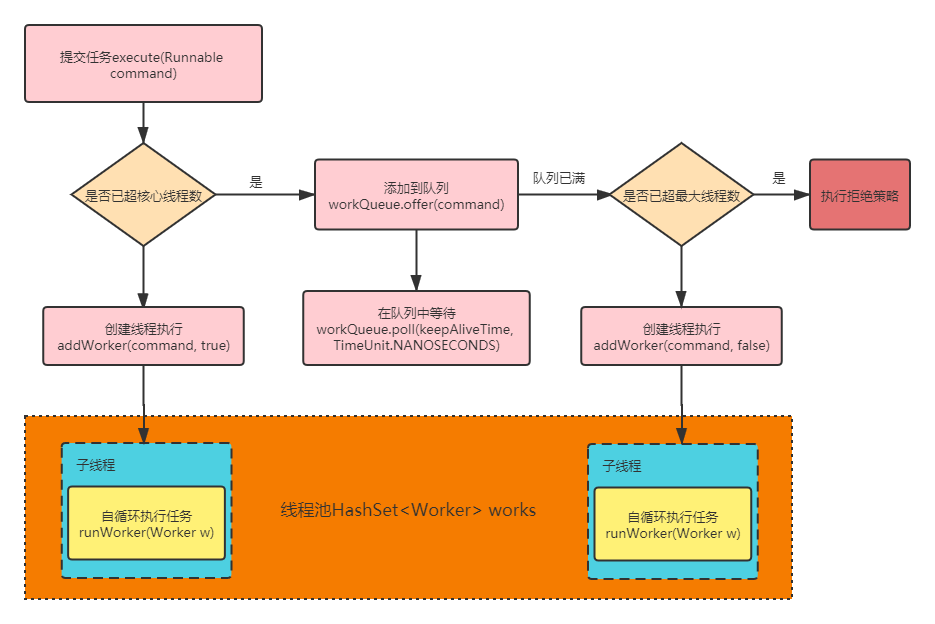 提交任务execute(Runnable
command)
是否已超核心线程数
是
添加到队列
workQueue.offer(command)
队列已满
是否已超最大线程数
是
执行拒绝策略
创建线程执行
addWorker(command, true)
在队列中等待
workQueue.poll(keepAliveTime,
TimeUnit.NANOSECONDS)
创建线程执行
addWorker(command, false)
子线程
自循环执行任务
runWorker(Worker w)
线程池HashSet<Worker> works
子线程
自循环执行任务
runWorker(Worker w)